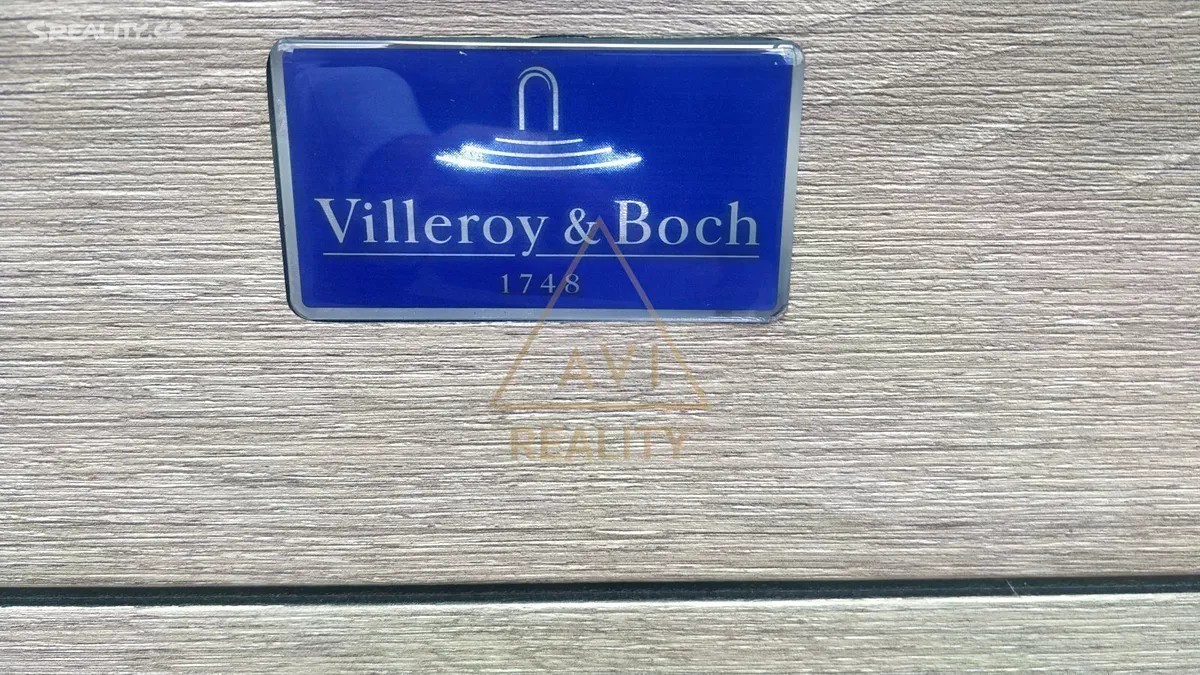 SREALITY.CZ
Villeroy & Boch
1748
AVI
REALITY